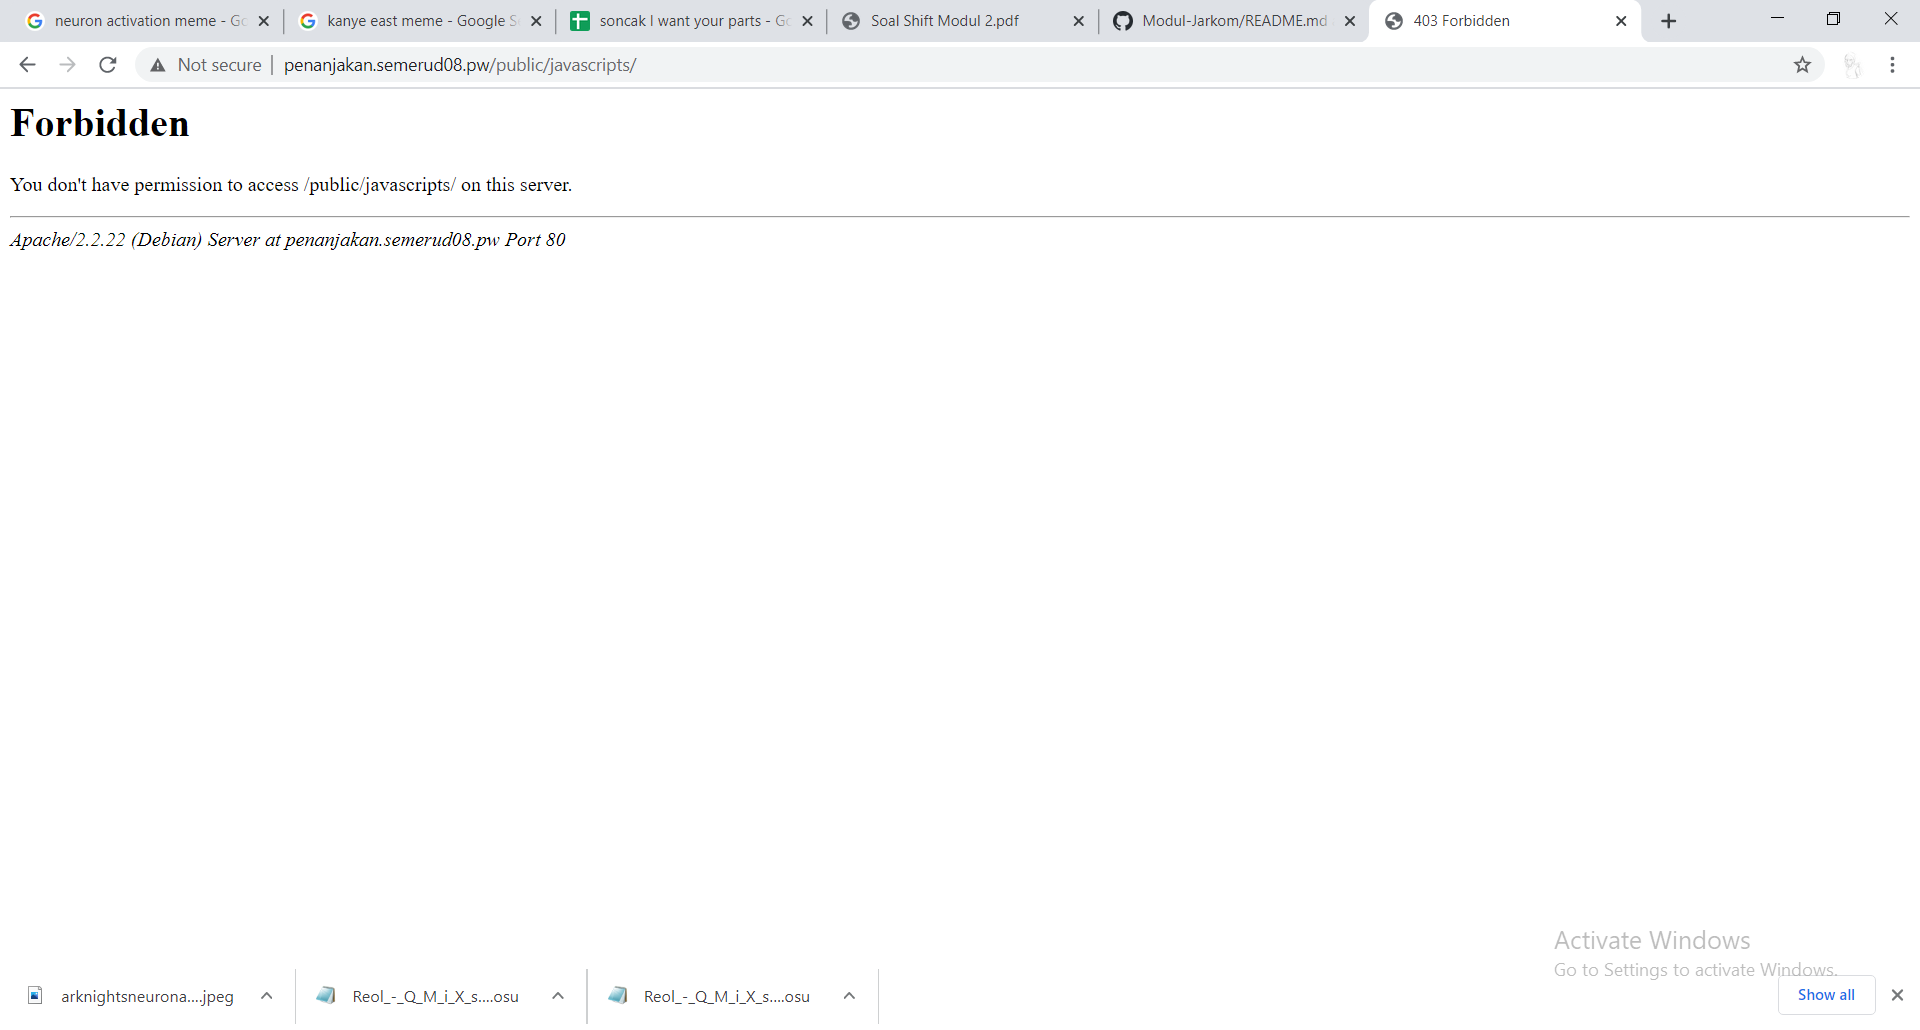 neuron activation meme - Go
kanye east meme - Google S
soncak I want your parts - Go
Soal Shift Modul 2.pdf
Modul-Jarkom/README.md
403 Forbidden
Not secure
penanjakan.semerud08.pw/public/javascripts/
Forbidden
You don't have permission to access /public/javascripts/ on this server.
Apache/2.2.22 (Debian) Server at penanjakan.semerud08.pw Port 80
Activate Windows
Go to Settings to activate Windows.
arknightsneurona....jpeg
Reol_-_Q_M_i_X_s....osu
Reol_-_Q_M_i_X_s....osu
Show all